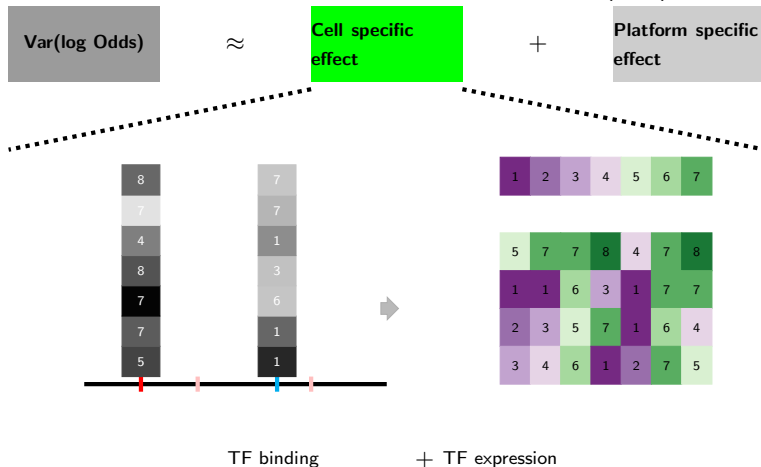 Var(log Odds) ≈ Cell specific effect + Platform specific effect
8 7
7 7
4 1
8 3
7 6
7 1
5 1
1 2 3 4 5 6 7
5 7 7 8 4 7 8
1 1 6 3 1 7 7
2 3 5 7 1 6 4
3 4 6 1 2 7 5
TF binding + TF expression